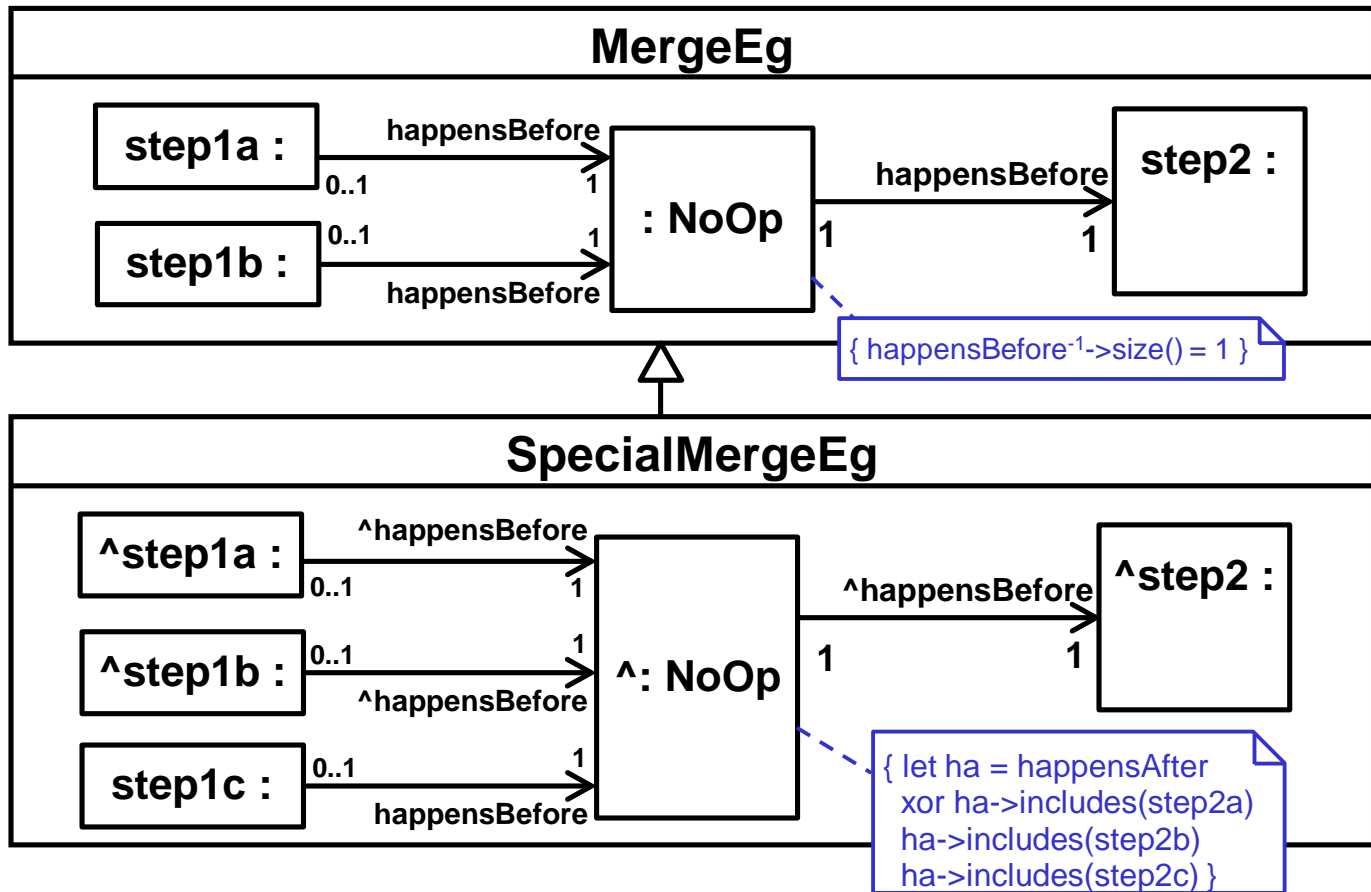 MergeEg
step1a :
happensBefore
0..1
1
step1b :
0..1
1
happensBefore
: NoOp
happensBefore
1
1
step2 :
{ happensBefore⁻¹->size() = 1 }
SpecialMergeEg
^step1a :
^happensBefore
0..1
1
^step1b :
0..1
1
^happensBefore
step1c :
0..1
1
happensBefore
^: NoOp
^happensBefore
1
1
^step2 :
{ let ha = happensAfter
xor ha->includes(step2a)
ha->includes(step2b)
ha->includes(step2c) }